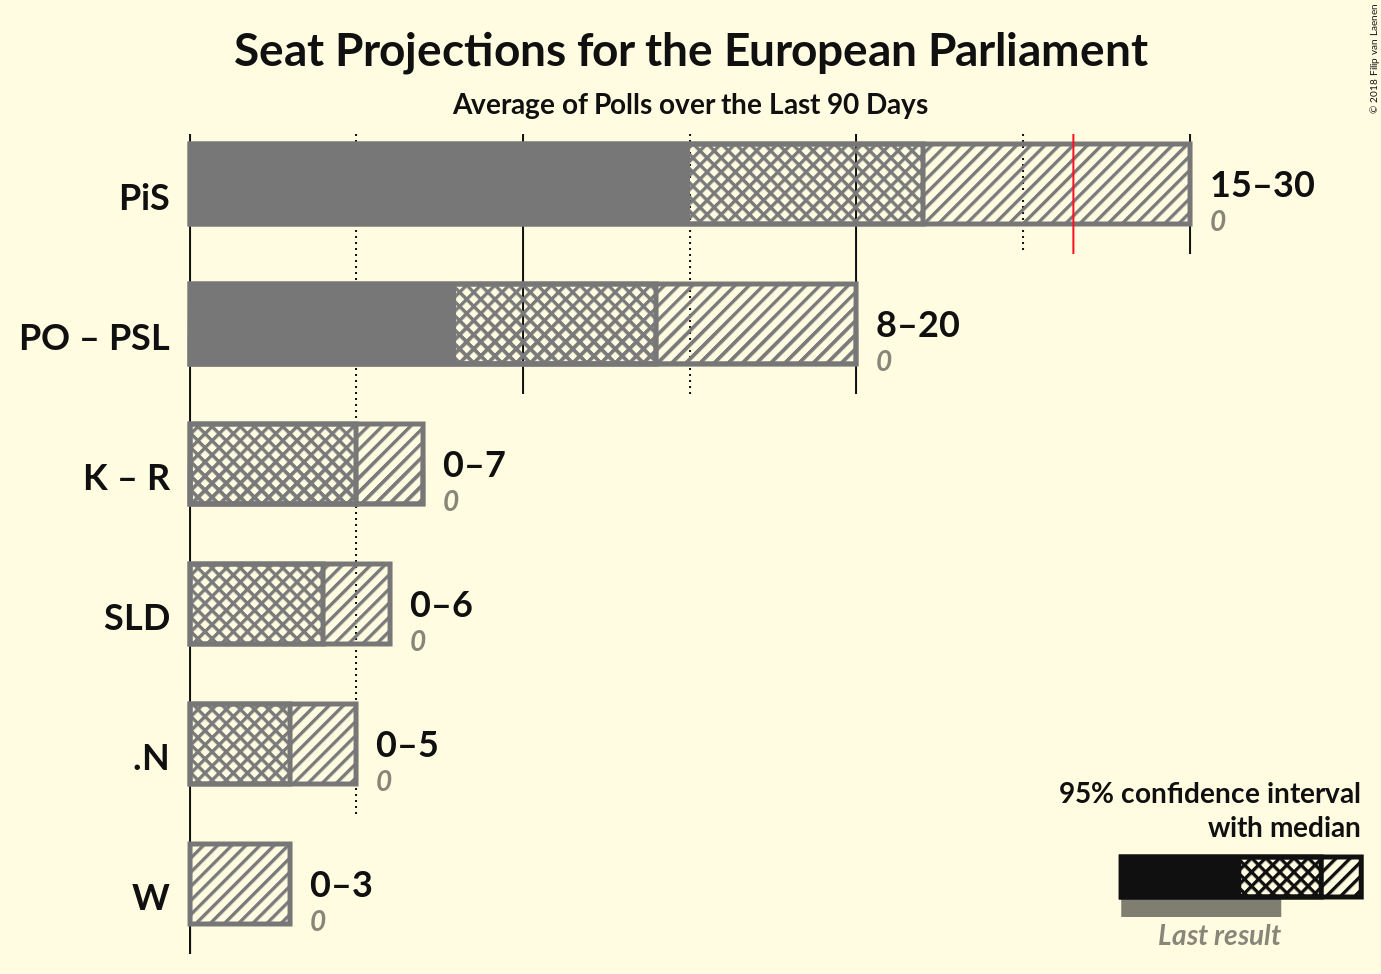 Seat Projections for the European Parliament
Average of Polls over the Last 90 Days
© 2018 Filip van Laenen
PiS
15–30
0
PO – PSL
8–20
0
K – R
0–7
0
SLD
0–6
0
.N
0–5
0
W
0–3
0
95% confidence interval
with median
Last result